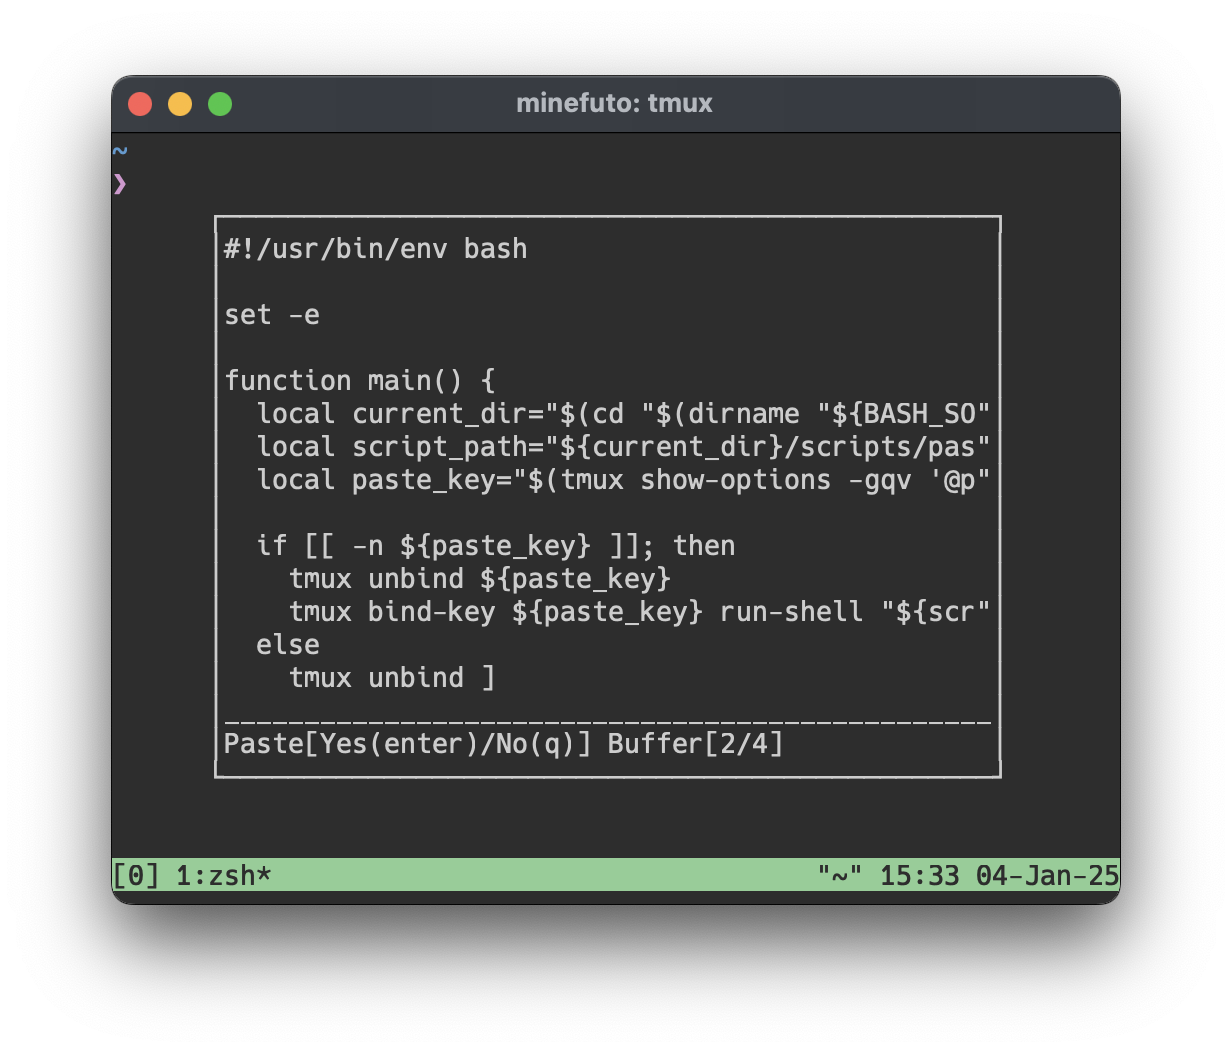 minefuto: tmux
~
❯
#!/usr/bin/env bash
set -e
function main() {
  local current_dir="$(cd "$(dirname "${BASH_SO"
  local script_path="${current_dir}/scripts/pas"
  local paste_key="$(tmux show-options -gqv '@p"
  if [[ -n ${paste_key} ]]; then
    tmux unbind ${paste_key}
    tmux bind-key ${paste_key} run-shell "${scr"
  else
    tmux unbind ]
________________________________________________
Paste[Yes(enter)/No(q)] Buffer[2/4]
[0] 1:zsh* "~" 15:33 04-Jan-25